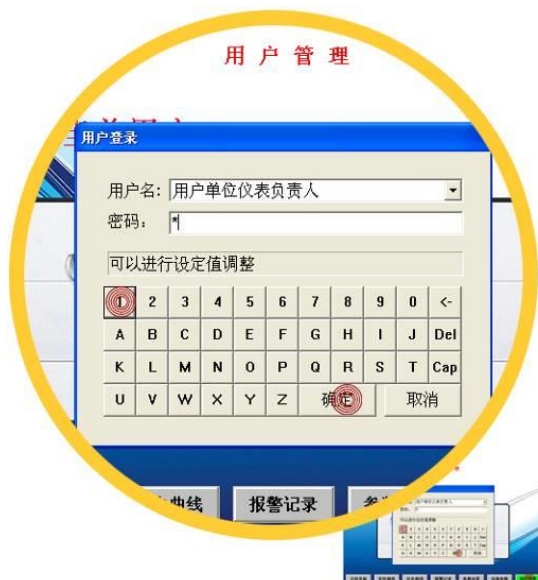 用户管理
用户登录
用户名: 用户单位仪表负责人
密码: *
可以进行设定值调整
1 2 3 4 5 6 7 8 9 0 <-
A B C D E F G H I J Del
K L M N O P Q R S T Cap
U V W X Y Z 确定 取消
曲线 报警记录